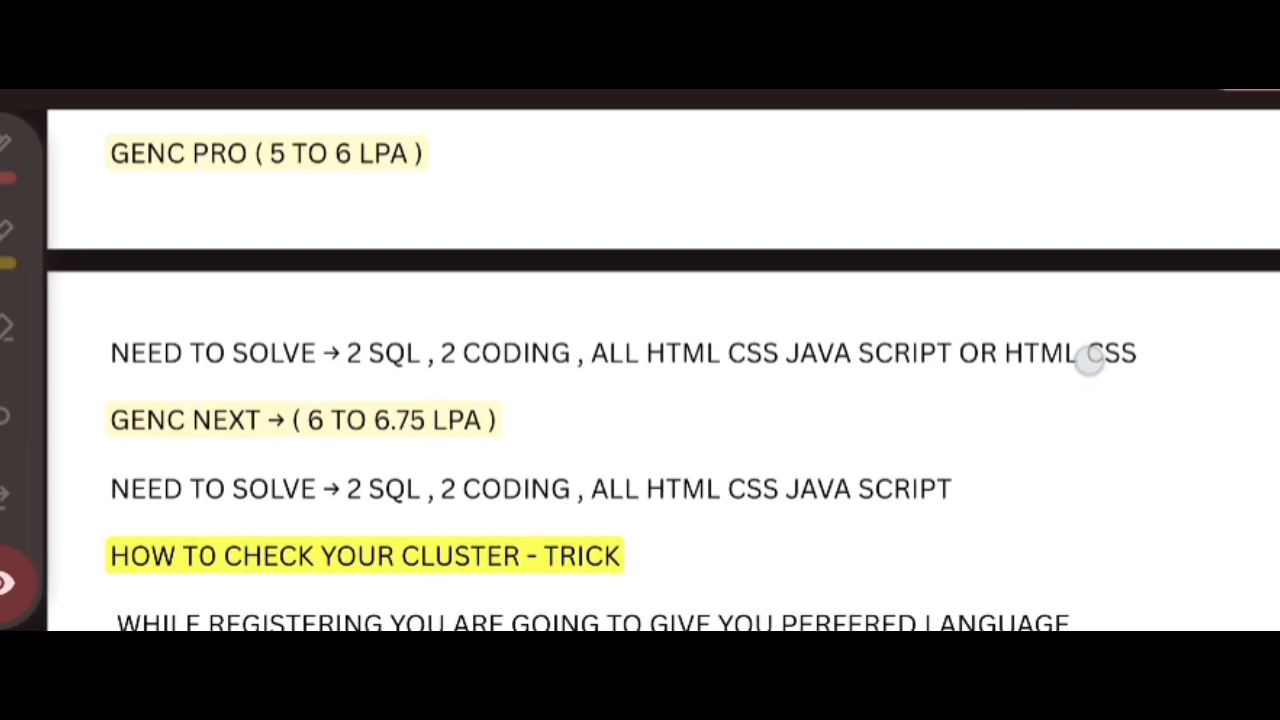 GENC PRO ( 5 TO 6 LPA )
NEED TO SOLVE → 2 SQL , 2 CODING , ALL HTML CSS JAVA SCRIPT OR HTML CSS
GENC NEXT → ( 6 TO 6.75 LPA )
NEED TO SOLVE → 2 SQL , 2 CODING , ALL HTML CSS JAVA SCRIPT
HOW TO CHECK YOUR CLUSTER - TRICK
WHILE REGISTERING YOU ARE GOING TO GIVE YOU PERFERED LANGUAGE